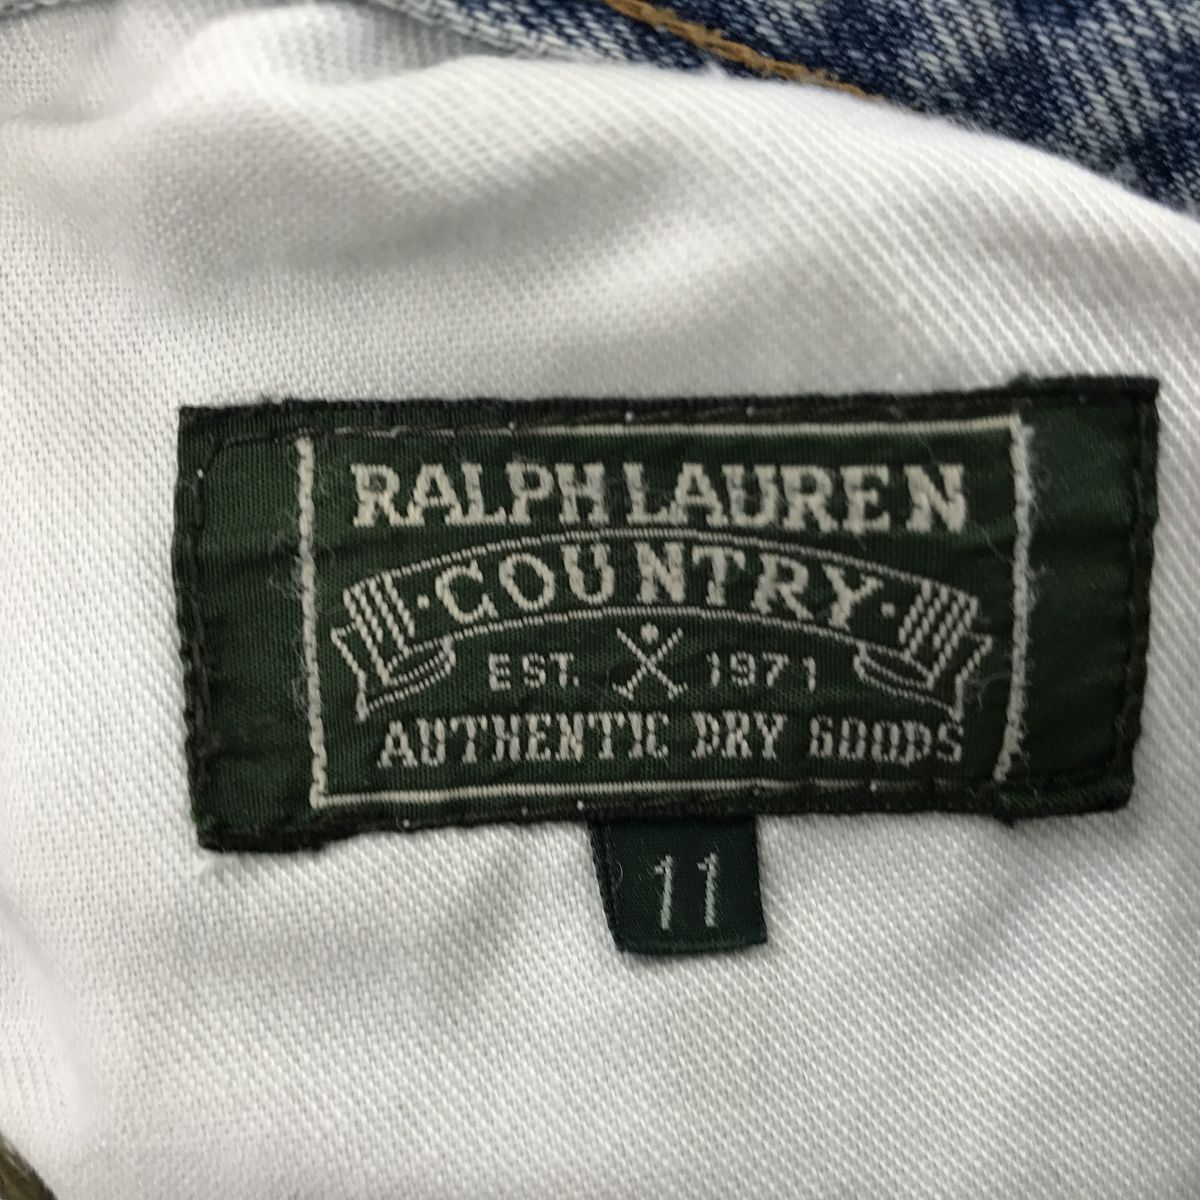 RALPH LAUREN
·COUNTRY·
EST. 1971
AUTHENTIC DRY GOODS
11